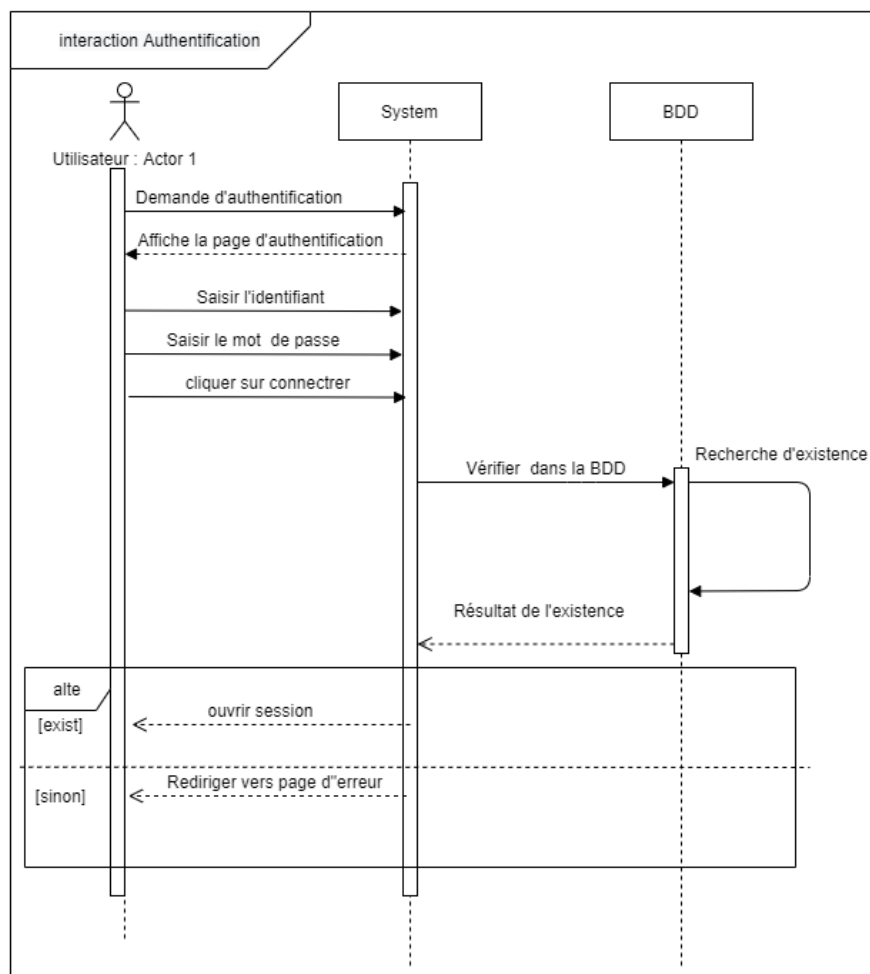 interaction Authentification
System
BDD
Utilisateur : Actor 1
Demande d'authentification
Affiche la page d'authentification
Saisir l'identifiant
Saisir le mot de passe
cliquer sur connectrer
Recherche d'existence
Vérifier dans la BDD
Résultat de l'existence
alte
[exist]
ouvrir session
Rediriger vers page d''erreur
[sinon]